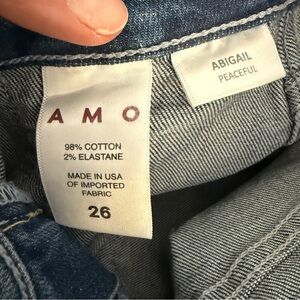 AMO
98% COTTON
2% ELASTANE
MADE IN USA
OF IMPORTED
FABRIC
26
ABIGAIL
PEACEFUL